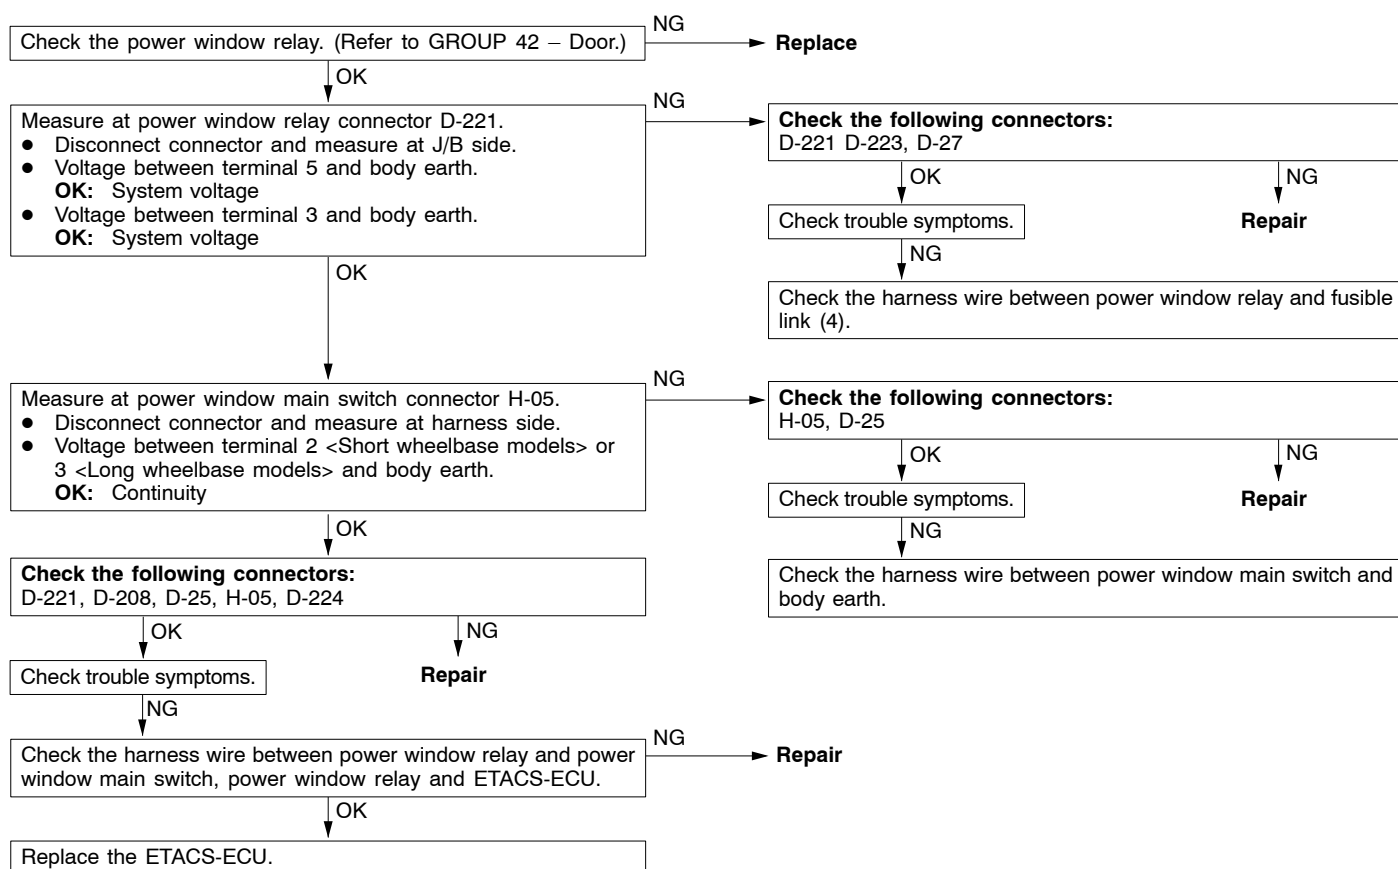 Check the power window relay. (Refer to GROUP 42 – Door.)
NG
Replace
OK
Measure at power window relay connector D-221.
● Disconnect connector and measure at J/B side.
● Voltage between terminal 5 and body earth.
OK: System voltage
● Voltage between terminal 3 and body earth.
OK: System voltage
NG
Check the following connectors:
D-221 D-223, D-27
OK
NG
Check trouble symptoms.
Repair
NG
Check the harness wire between power window relay and fusible
link (4).
OK
Measure at power window main switch connector H-05.
● Disconnect connector and measure at harness side.
● Voltage between terminal 2 <Short wheelbase models> or
3 <Long wheelbase models> and body earth.
OK: Continuity
NG
Check the following connectors:
H-05, D-25
OK
NG
Check trouble symptoms.
Repair
NG
Check the harness wire between power window main switch and
body earth.
OK
Check the following connectors:
D-221, D-208, D-25, H-05, D-224
OK
NG
Check trouble symptoms.
Repair
NG
Check the harness wire between power window relay and power
window main switch, power window relay and ETACS-ECU.
NG
Repair
OK
Replace the ETACS-ECU.